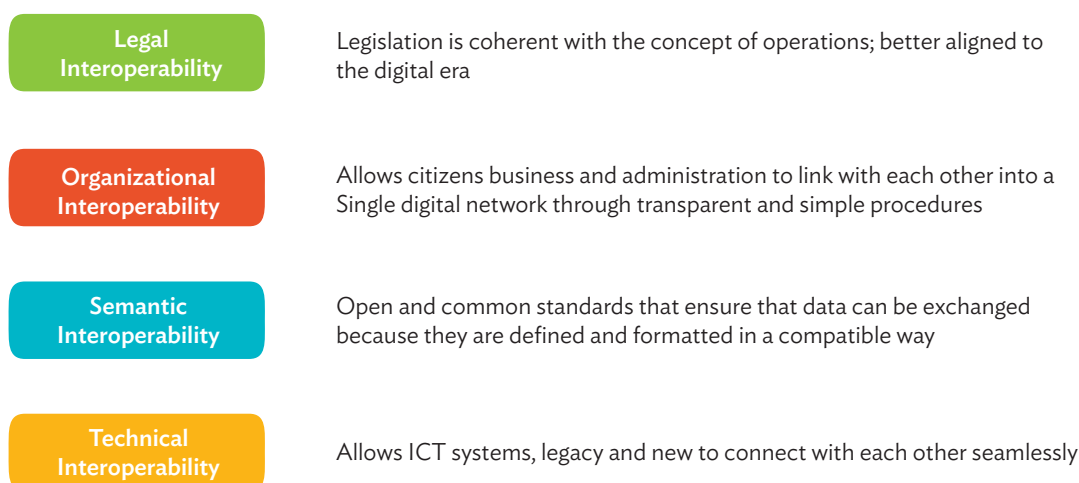 Legal
Interoperability
Legislation is coherent with the concept of operations; better aligned to
the digital era
Organizational
Interoperability
Allows citizens business and administration to link with each other into a
Single digital network through transparent and simple procedures
Semantic
Interoperability
Open and common standards that ensure that data can be exchanged
because they are defined and formatted in a compatible way
Technical
Interoperability
Allows ICT systems, legacy and new to connect with each other seamlessly